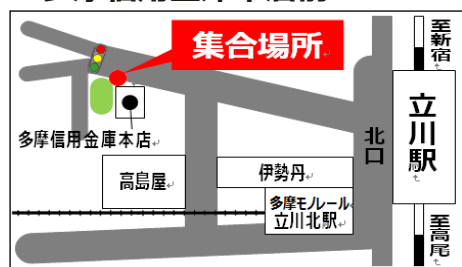 集合場所
至新宿
立川駅
北口
多摩信用金庫本店
高島屋
伊勢丹
多摩モノレール
立川北駅
至高尾